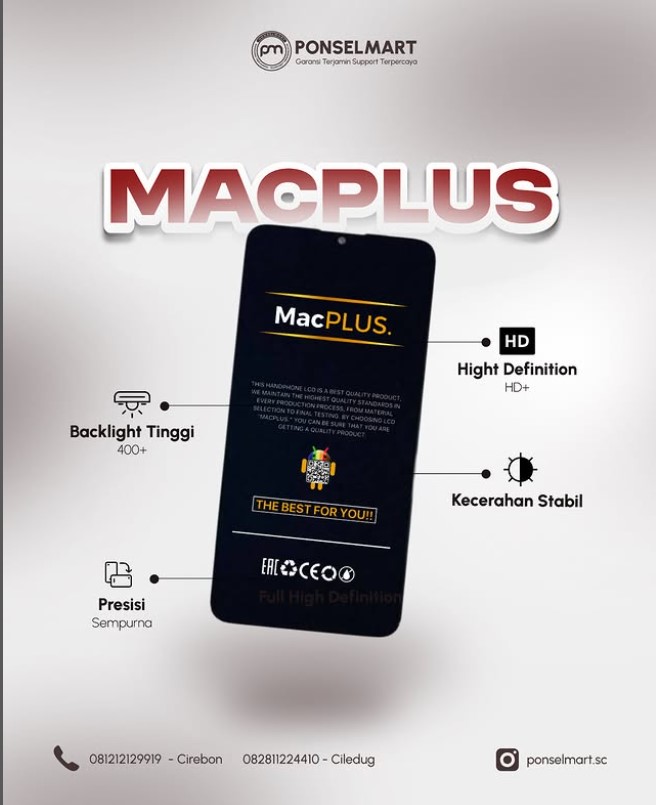 pm
PONSELMART
Garansi Terjamin Support Terpercaya
MACPLUS
MacPLUS.
HD
Hight Definition
HD+
THIS HANDPHONE LCD IS A BEST QUALITY PRODUCT,
WE MAINTAIN THE HIGHEST QUALITY STANDARDS IN
EVERY PRODUCTION PROCESS, FROM MATERIAL
SELECTION TO FINAL TESTING. BY CHOOSING LCD
"MACPLUS." YOU CAN BE SURE THAT YOU ARE
GETTING A QUALITY PRODUCT.
Backlight Tinggi
400+
Kecerahan Stabil
THE BEST FOR YOU!!
EAC CE
Full High Definition
Presisi
Sempurna
081212129919 - Cirebon 082811224410 - Ciledug
ponselmart.sc